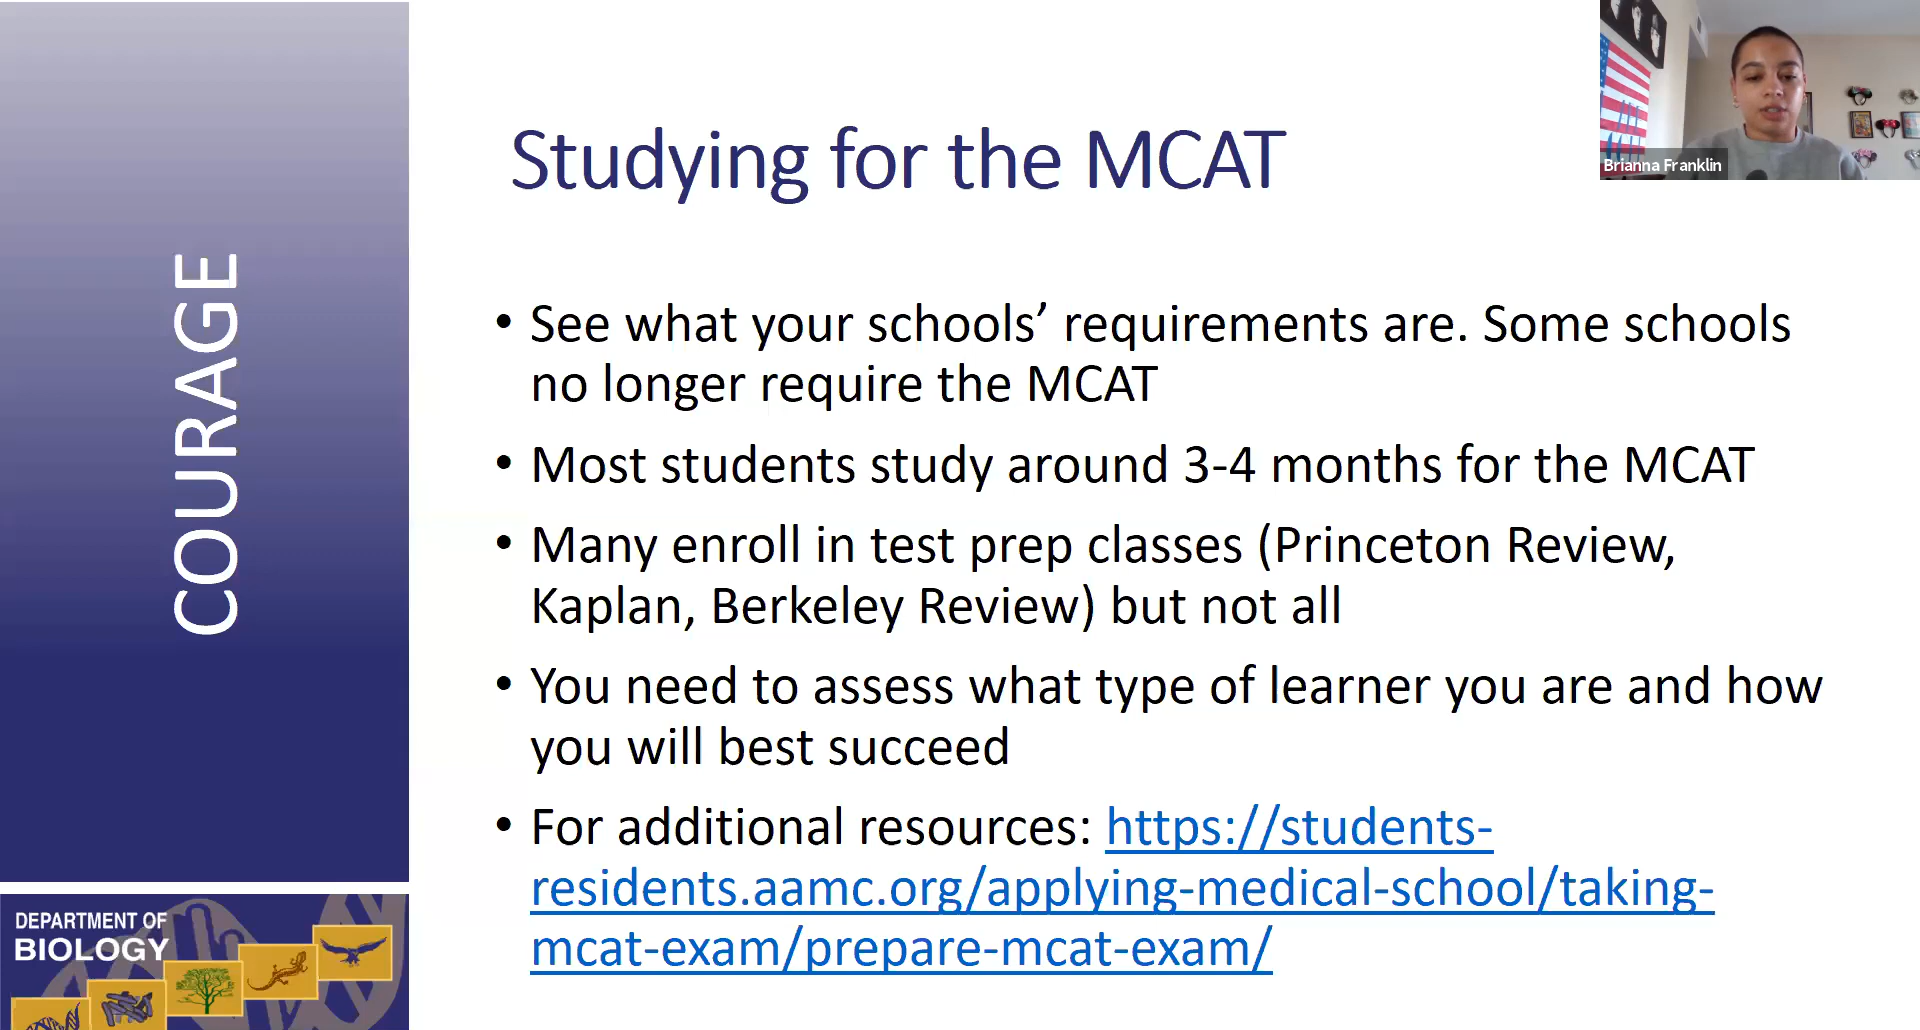 COURAGE
Studying for the MCAT
Brianna Franklin
• See what your schools’ requirements are. Some schools
no longer require the MCAT
• Most students study around 3-4 months for the MCAT
• Many enroll in test prep classes (Princeton Review,
Kaplan, Berkeley Review) but not all
• You need to assess what type of learner you are and how
you will best succeed
• For additional resources: https://students-
residents.aamc.org/applying-medical-school/taking-
mcat-exam/prepare-mcat-exam/
DEPARTMENT OF
BIOLOGY